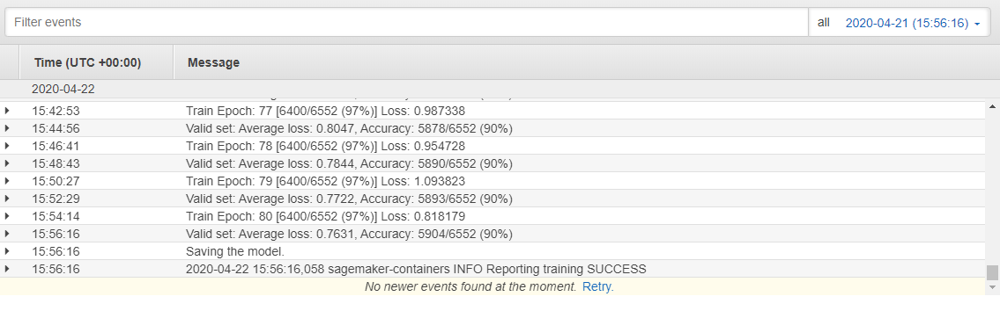 Filter events all 2020-04-21 (15:56:16)
Time (UTC +00:00) Message
2020-04-22
15:42:53 Train Epoch: 77 [6400/6552 (97%)] Loss: 0.987338
15:44:56 Valid set: Average loss: 0.8047, Accuracy: 5878/6552 (90%)
15:46:41 Train Epoch: 78 [6400/6552 (97%)] Loss: 0.954728
15:48:43 Valid set: Average loss: 0.7844, Accuracy: 5890/6552 (90%)
15:50:27 Train Epoch: 79 [6400/6552 (97%)] Loss: 1.093823
15:52:29 Valid set: Average loss: 0.7722, Accuracy: 5893/6552 (90%)
15:54:14 Train Epoch: 80 [6400/6552 (97%)] Loss: 0.818179
15:56:16 Valid set: Average loss: 0.7631, Accuracy: 5904/6552 (90%)
15:56:16 Saving the model.
15:56:16 2020-04-22 15:56:16,058 sagemaker-containers INFO Reporting training SUCCESS
No newer events found at the moment. Retry.